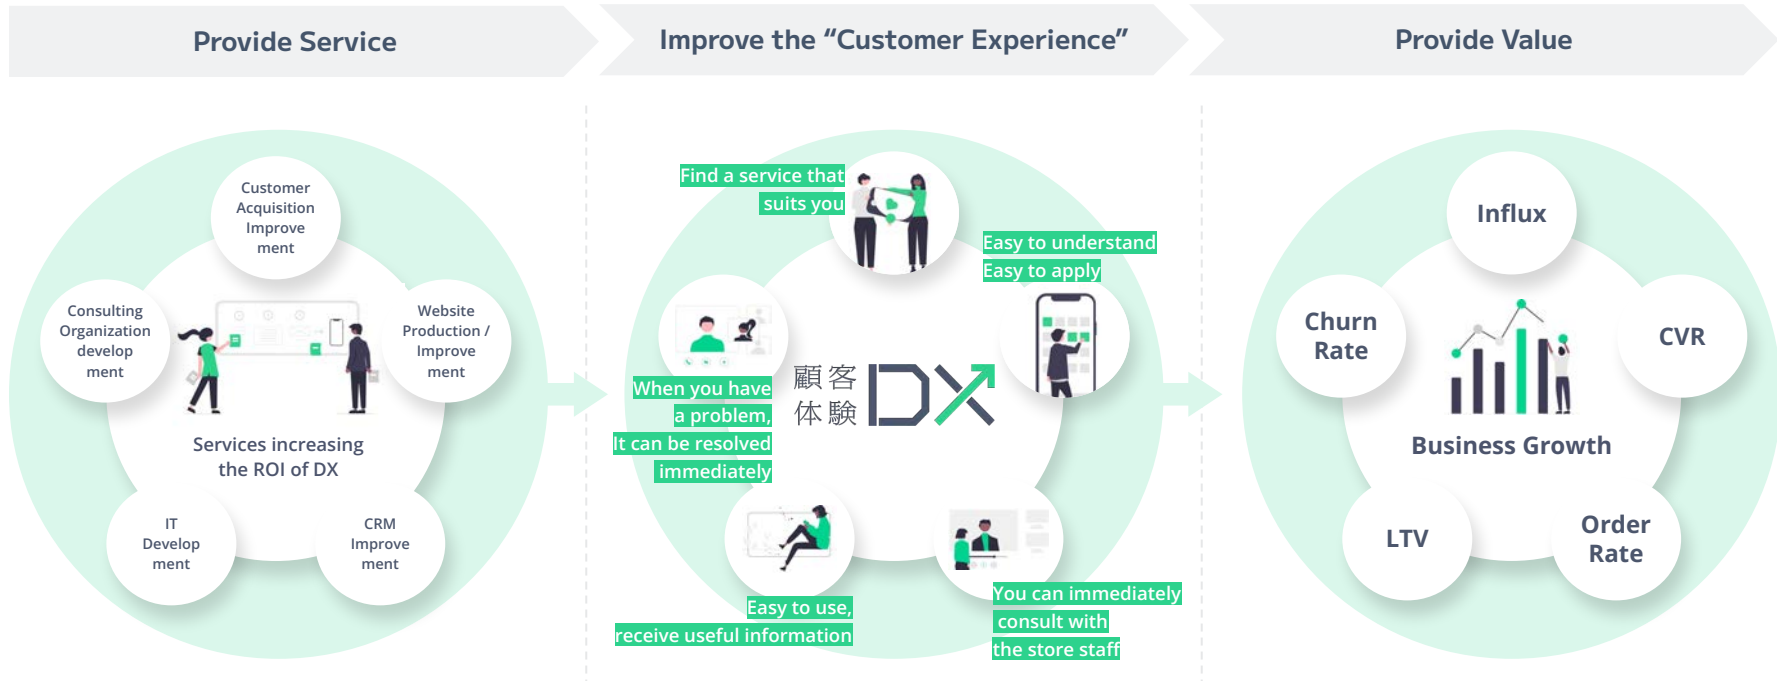 Provide Service
Improve the “Customer Experience”
Provide Value
Customer
Acquisition
Improve
ment
Consulting
Organization
develop
ment
Website
Production /
Improve
ment
Services increasing
the ROI of DX
IT
Develop
ment
CRM
Improve
ment
Find a service that
suits you
Easy to understand
Easy to apply
When you have
a problem,
It can be resolved
immediately
顧客
体験
DX
Easy to use,
receive useful information
You can immediately
consult with
the store staff
Influx
Churn
Rate
CVR
Business Growth
LTV
Order
Rate